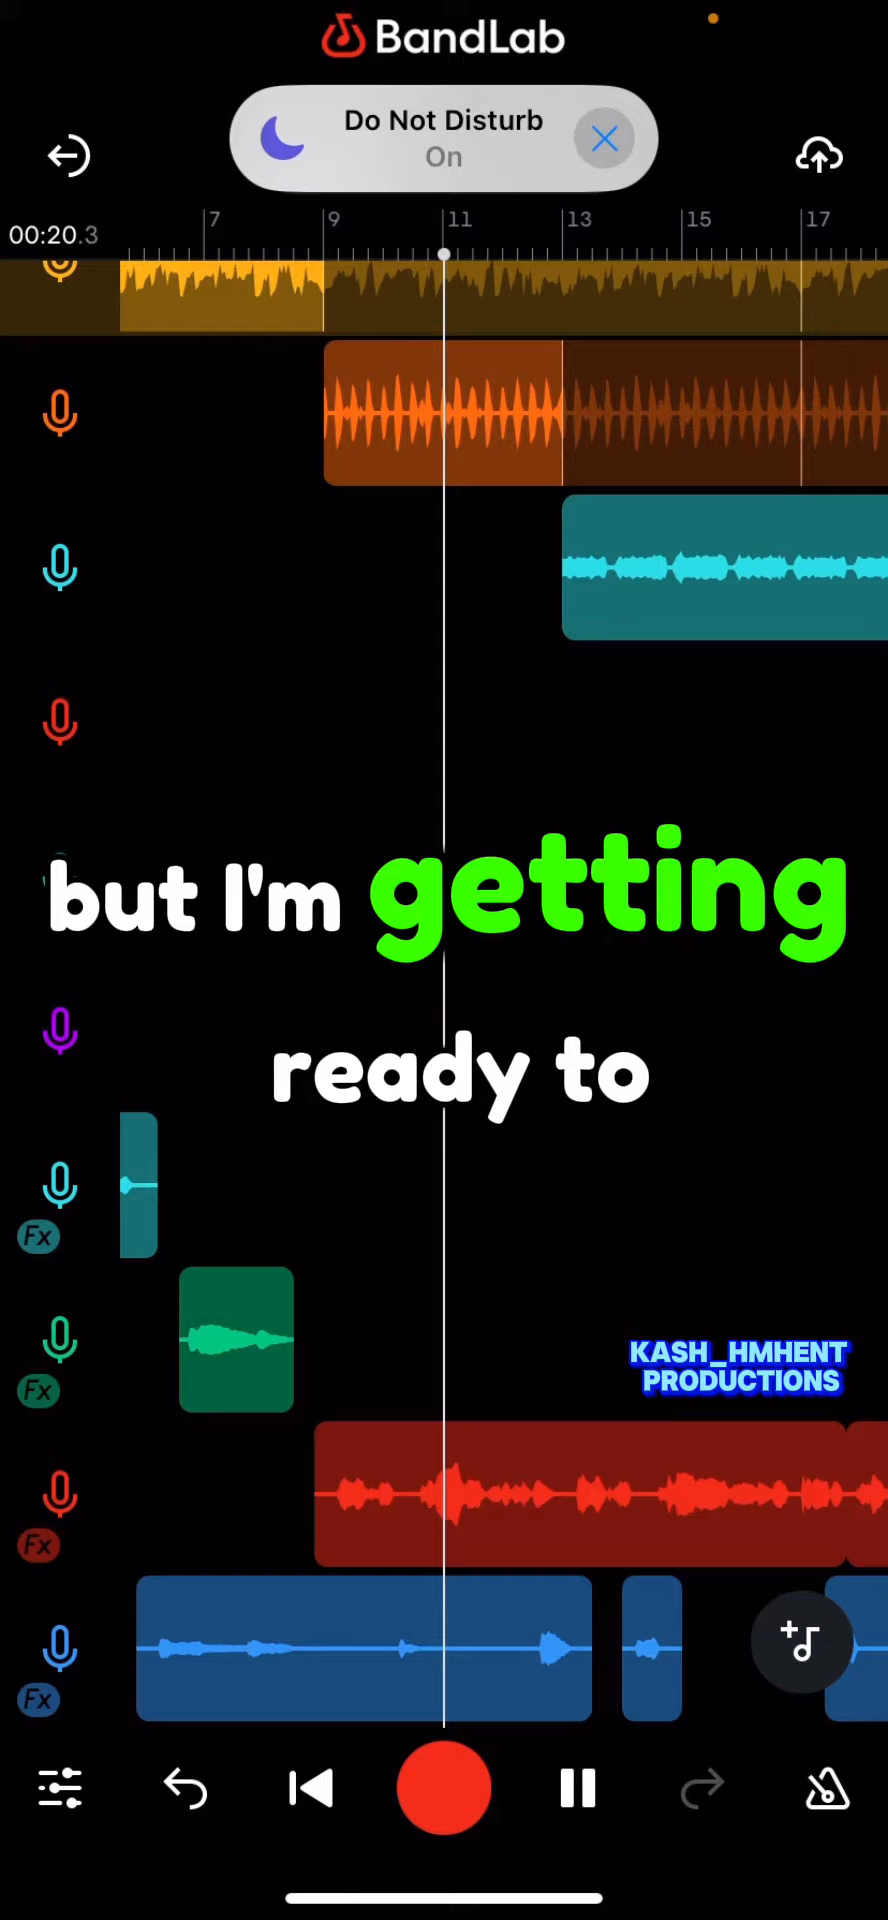 BandLab
Do Not Disturb
On
00:20.3
7 9 11 13 15 17
but I'm getting
ready to
Fx
Fx
KASH_HMHENT
PRODUCTIONS
Fx
Fx